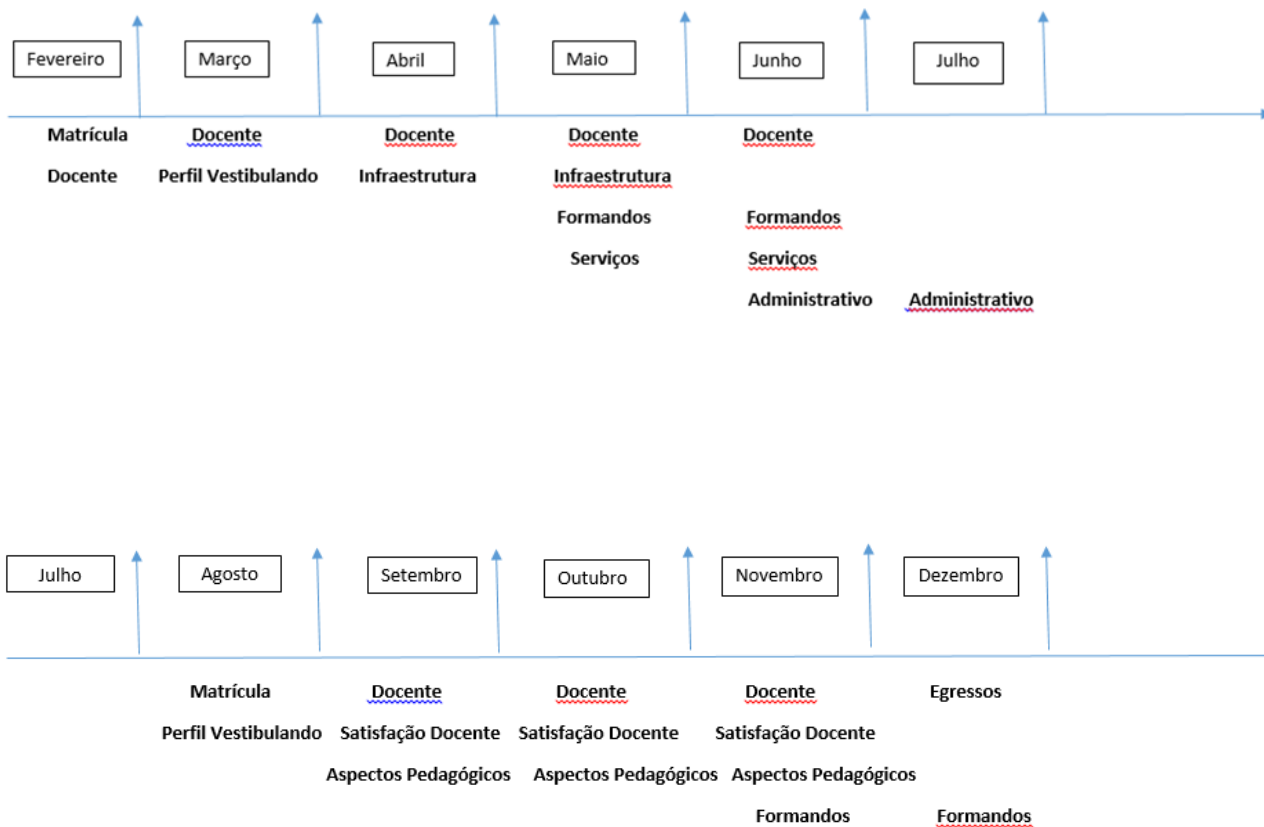 Fevereiro Março Abril Maio Junho Julho
Matrícula Docente Docente Docente Docente
Docente Perfil Vestibulando Infraestrutura Infraestrutura
Formandos Formandos
Serviços Serviços
Administrativo Administrativo
Julho Agosto Setembro Outubro Novembro Dezembro
Matrícula Docente Docente Docente Egressos
Perfil Vestibulando Satisfação Docente Satisfação Docente Satisfação Docente
Aspectos Pedagógicos Aspectos Pedagógicos Aspectos Pedagógicos
Formandos Formandos